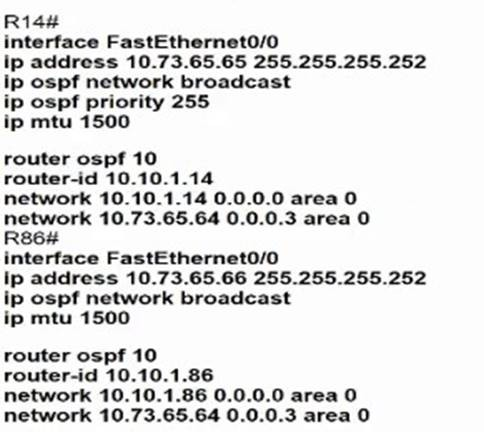 R14#
interface FastEthernet0/0
ip address 10.73.65.65 255.255.255.252
ip ospf network broadcast
ip ospf priority 255
ip mtu 1500
router ospf 10
router-id 10.10.1.14
network 10.10.1.14 0.0.0.0 area 0
network 10.73.65.64 0.0.0.3 area 0
R86#
interface FastEthernet0/0
ip address 10.73.65.66 255.255.255.252
ip ospf network broadcast
ip mtu 1500
router ospf 10
router-id 10.10.1.86
network 10.10.1.86 0.0.0.0 area 0
network 10.73.65.64 0.0.0.3 area 0